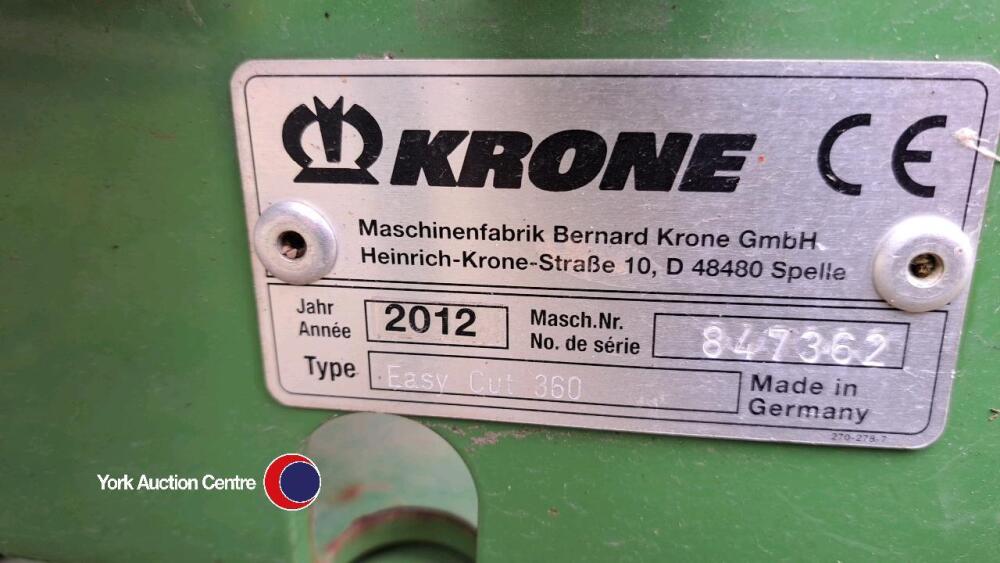 KRONE CE
Maschinenfabrik Bernard Krone GmbH
Heinrich-Krone-Straße 10, D 48480 Spelle
Jahr
Année
2012
Masch.Nr.
No. de série
847362
Type
Easy Cut 360
Made in
Germany
270-278-7
York Auction Centre